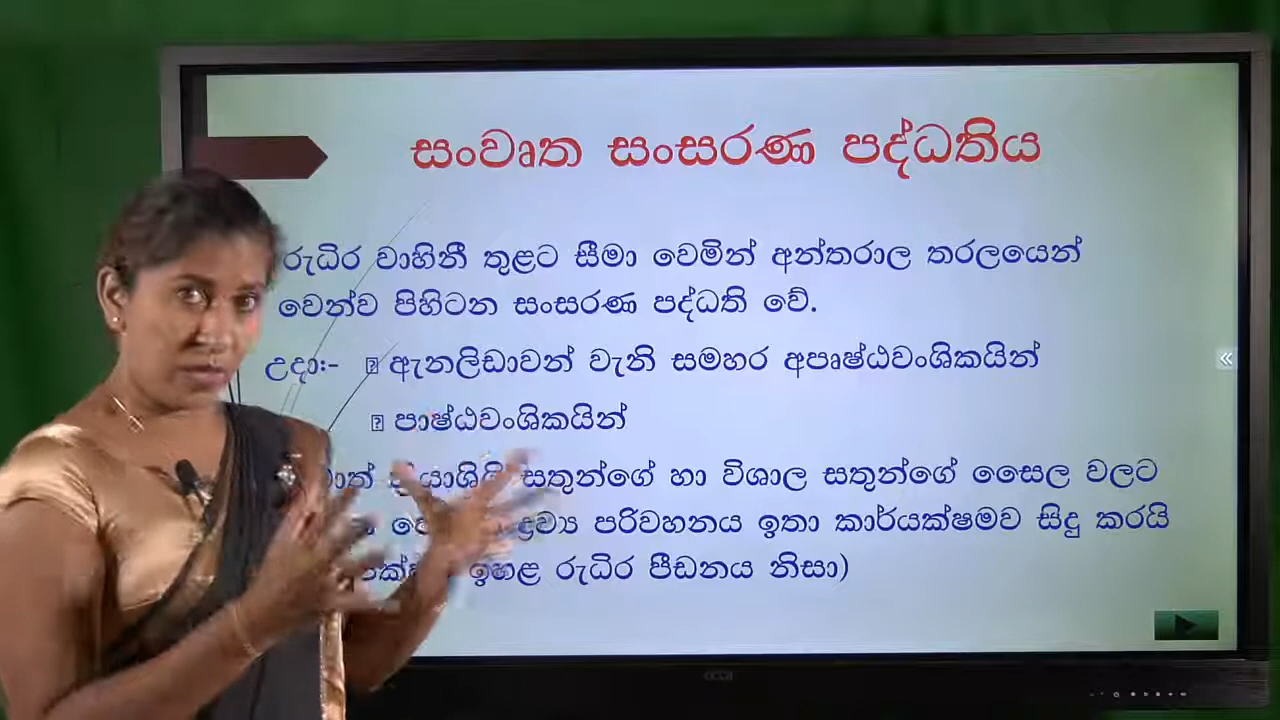 සංවෘත සංසරණ පද්ධතිය
රුධිර වාහිනී තුළට සීමා වෙමින් අන්තරාල තරලයෙන්
වෙන්ව පිහිටන සංසරණ පද්ධති වේ.
උදා:- ඇනලිඩාවන් වැනි සමහර අපෘෂ්ඨවංශිකයින්
පෘෂ්ඨවංශිකයින්
සතුන්ගේ හා විශාල සතුන්ගේ සෛල වලට
ද්‍රව්‍ය පරිවහනය ඉතා කාර්යක්ෂමව සිදු කරයි
ඉහළ රුධිර පීඩනය නිසා)